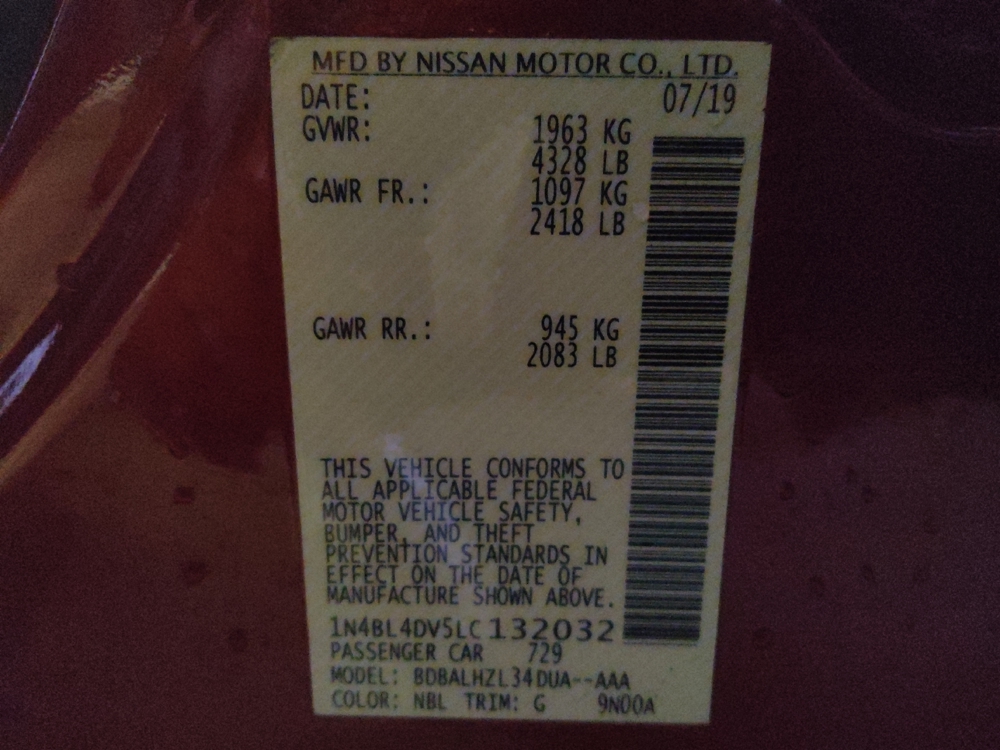 MFD BY NISSAN MOTOR CO., LTD.
DATE: 07/19
GVWR: 1963 KG
4328 LB
GAWR FR.: 1097 KG
2418 LB
GAWR RR.: 945 KG
2083 LB
THIS VEHICLE CONFORMS TO
ALL APPLICABLE FEDERAL
MOTOR VEHICLE SAFETY,
BUMPER, AND THEFT
PREVENTION STANDARDS IN
EFFECT ON THE DATE OF
MANUFACTURE SHOWN ABOVE.
1N4BL4DV5LC132032
PASSENGER CAR 729
MODEL: BDBALHZL34DUA--AAA
COLOR: NBL TRIM: G 9N00A